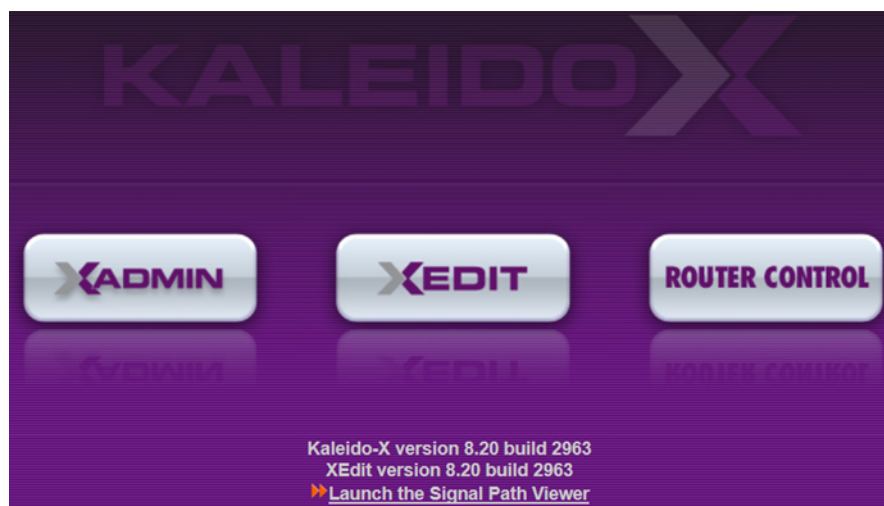 KALEIDOX
XADMIN
XEDIT
ROUTER CONTROL
Kaleido-X version 8.20 build 2963
XEdit version 8.20 build 2963
Launch the Signal Path Viewer